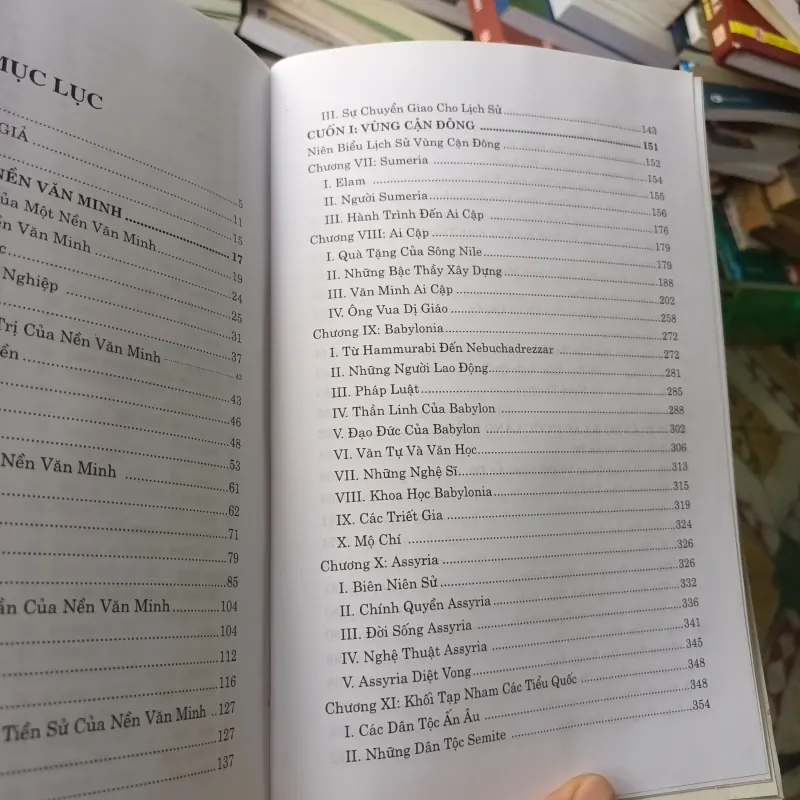 MỤC LỤC
GIẢ
5
11
15
NỀN VĂN MINH 17
ủa Một Nền Văn Minh 19
ền Văn Minh 24
25
Nghiệp 31
37
Trị Của Nền Văn Minh 42
ền 43
46
48
53
Nền Văn Minh 61
62
71
79
85
ần Của Nền Văn Minh 104
104
112
116
Tiền Sử Của Nền Văn Minh 127
127
137
III. Sự Chuyển Giao Cho Lịch Sử 143
CUỐN I: VÙNG CẬN ĐÔNG 151
Niên Biểu Lịch Sử Vùng Cận Đông 152
Chương VII: Sumeria 154
I. Elam 155
II. Người Sumeria 156
III. Hành Trình Đến Ai Cập 176
Chương VIII: Ai Cập 179
I. Quà Tặng Của Sông Nile 179
II. Những Bậc Thầy Xây Dựng 188
III. Văn Minh Ai Cập 202
IV. Ông Vua Dị Giáo 258
Chương IX: Babylonia 272
I. Từ Hammurabi Đến Nebuchadrezzar 272
II. Những Người Lao Động 281
III. Pháp Luật 285
IV. Thần Linh Của Babylon 288
V. Đạo Đức Của Babylon 302
VI. Văn Tự Và Văn Học 306
VII. Những Nghệ Sĩ 313
VIII. Khoa Học Babylonia 315
IX. Các Triết Gia 319
X. Mộ Chí 324
Chương X: Assyria 326
I. Biên Niên Sử 326
II. Chính Quyền Assyria 332
III. Đời Sống Assyria 336
IV. Nghệ Thuật Assyria 341
V. Assyria Diệt Vong 345
Chương XI: Khối Tạp Nham Các Tiểu Quốc 348
I. Các Dân Tộc Ấn Âu 348
II. Những Dân Tộc Semite 354